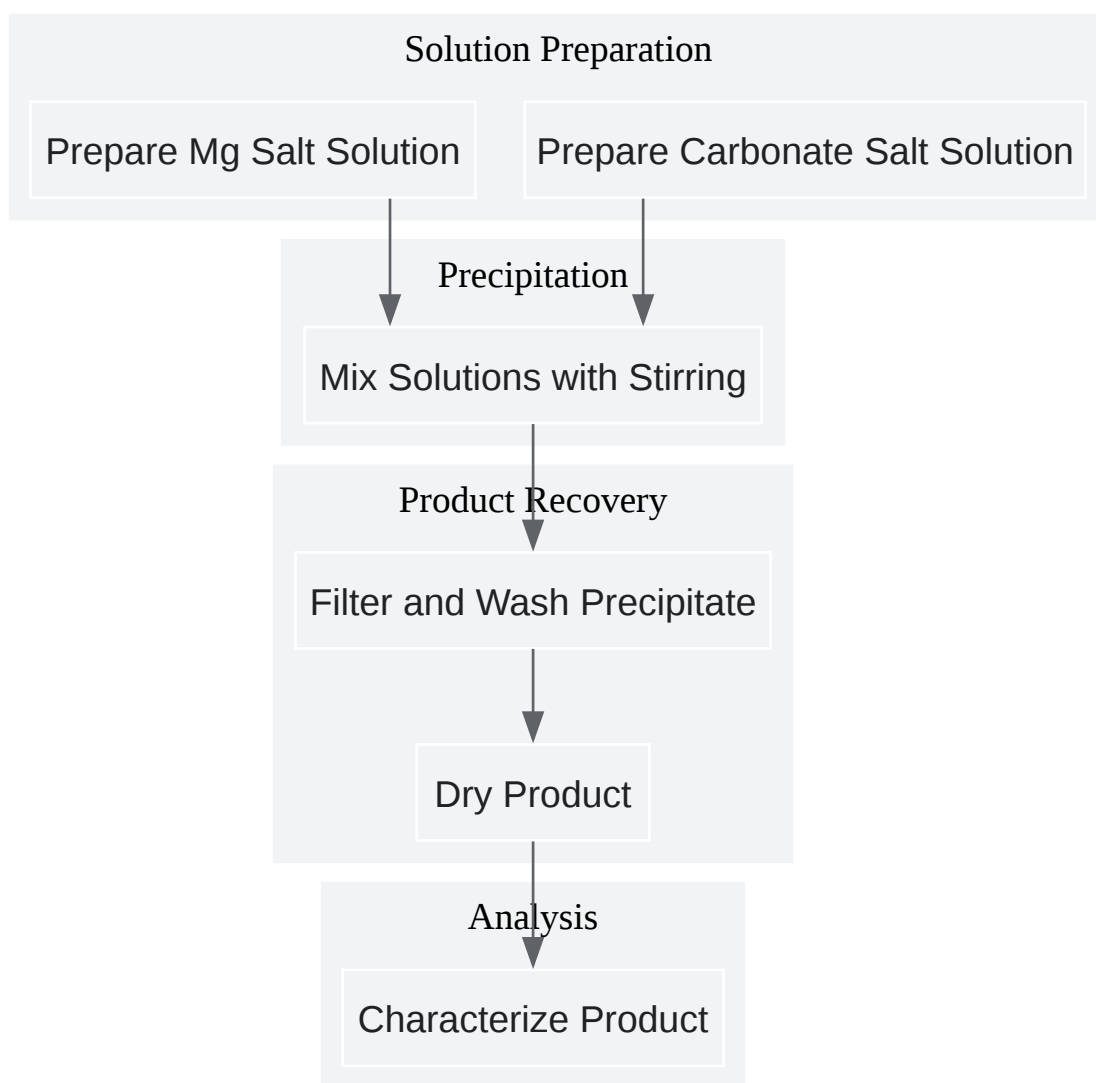 Solution Preparation
Prepare Mg Salt Solution
Prepare Carbonate Salt Solution
Precipitation
Mix Solutions with Stirring
Product Recovery
Filter and Wash Precipitate
Dry Product
Analysis
Characterize Product